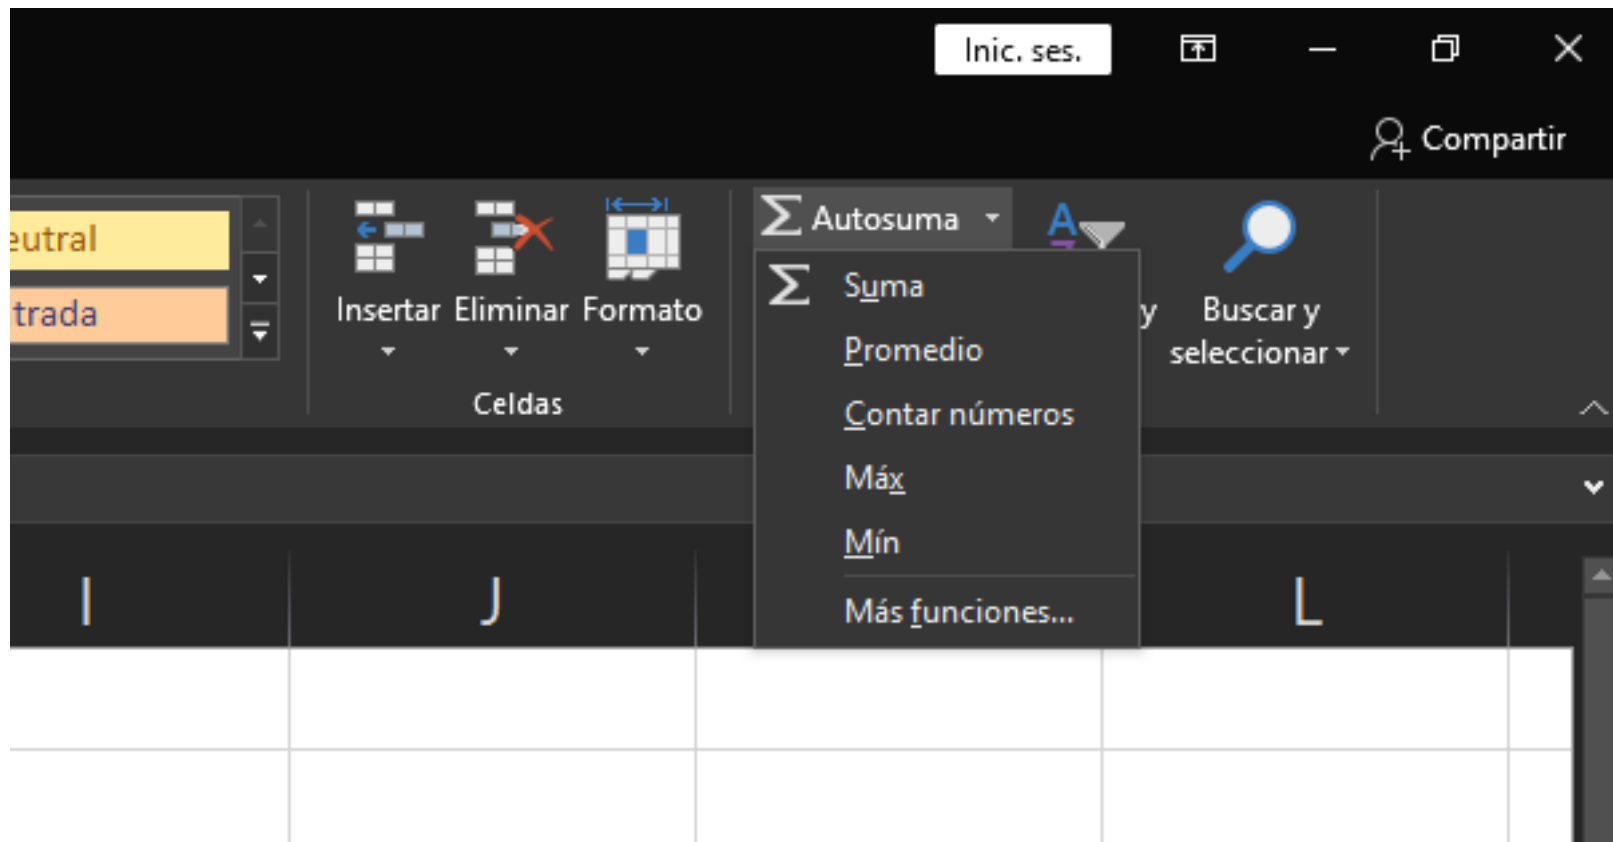 Inic. ses.
Compartir
eutral
trada
Insertar
Eliminar
Formato
Celdas
Autosuma
Suma
Promedio
Contar números
Máx
Mín
Más funciones...
y
Buscar y
seleccionar
I
J
L